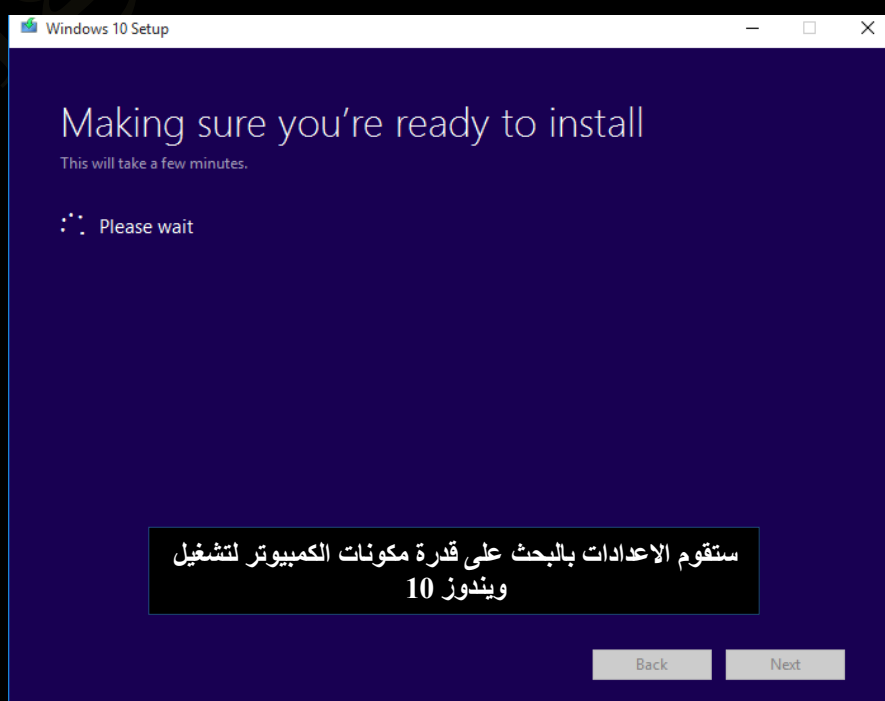 Windows 10 Setup
Making sure you're ready to install
This will take a few minutes.
Please wait
ستقوم الاعدادات بالبحث على قدرة مكونات الكمبيوتر لتشغيل
ويندوز 10
Back Next